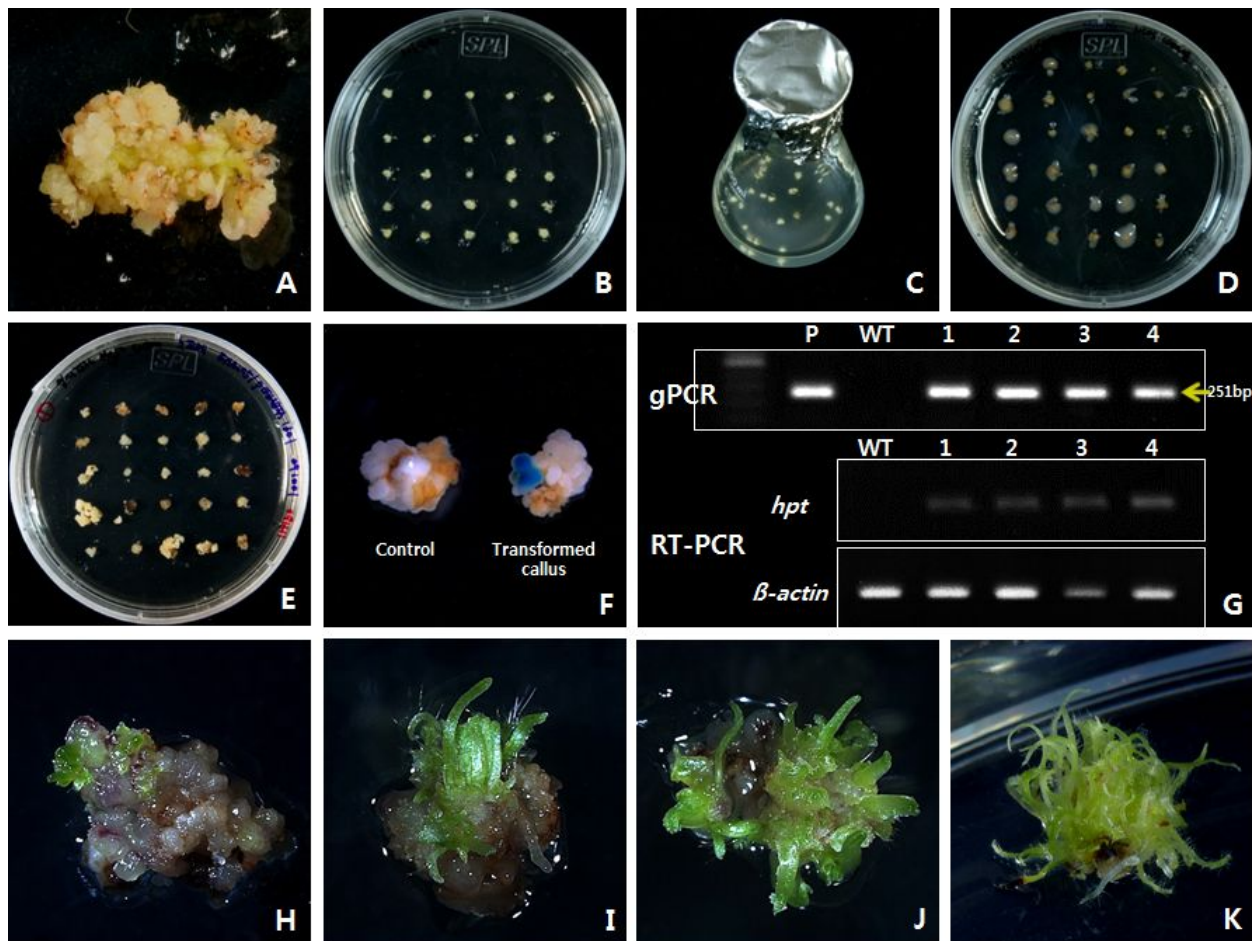 A
SPL
B
C
SPL
D
SPL
E
Control
Transformed
callus
F
P WT 1 2 3 4
gPCR
251bp
WT 1 2 3 4
hpt
RT-PCR
ß-actin
G
H
I
J
K